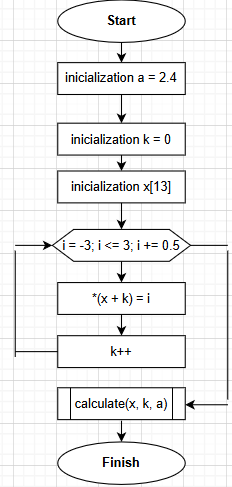 Start
inicialization a = 2.4
inicialization k = 0
inicialization x[13]
i = -3; i <= 3; i += 0.5
*(x + k) = i
k++
calculate(x, k, a)
Finish